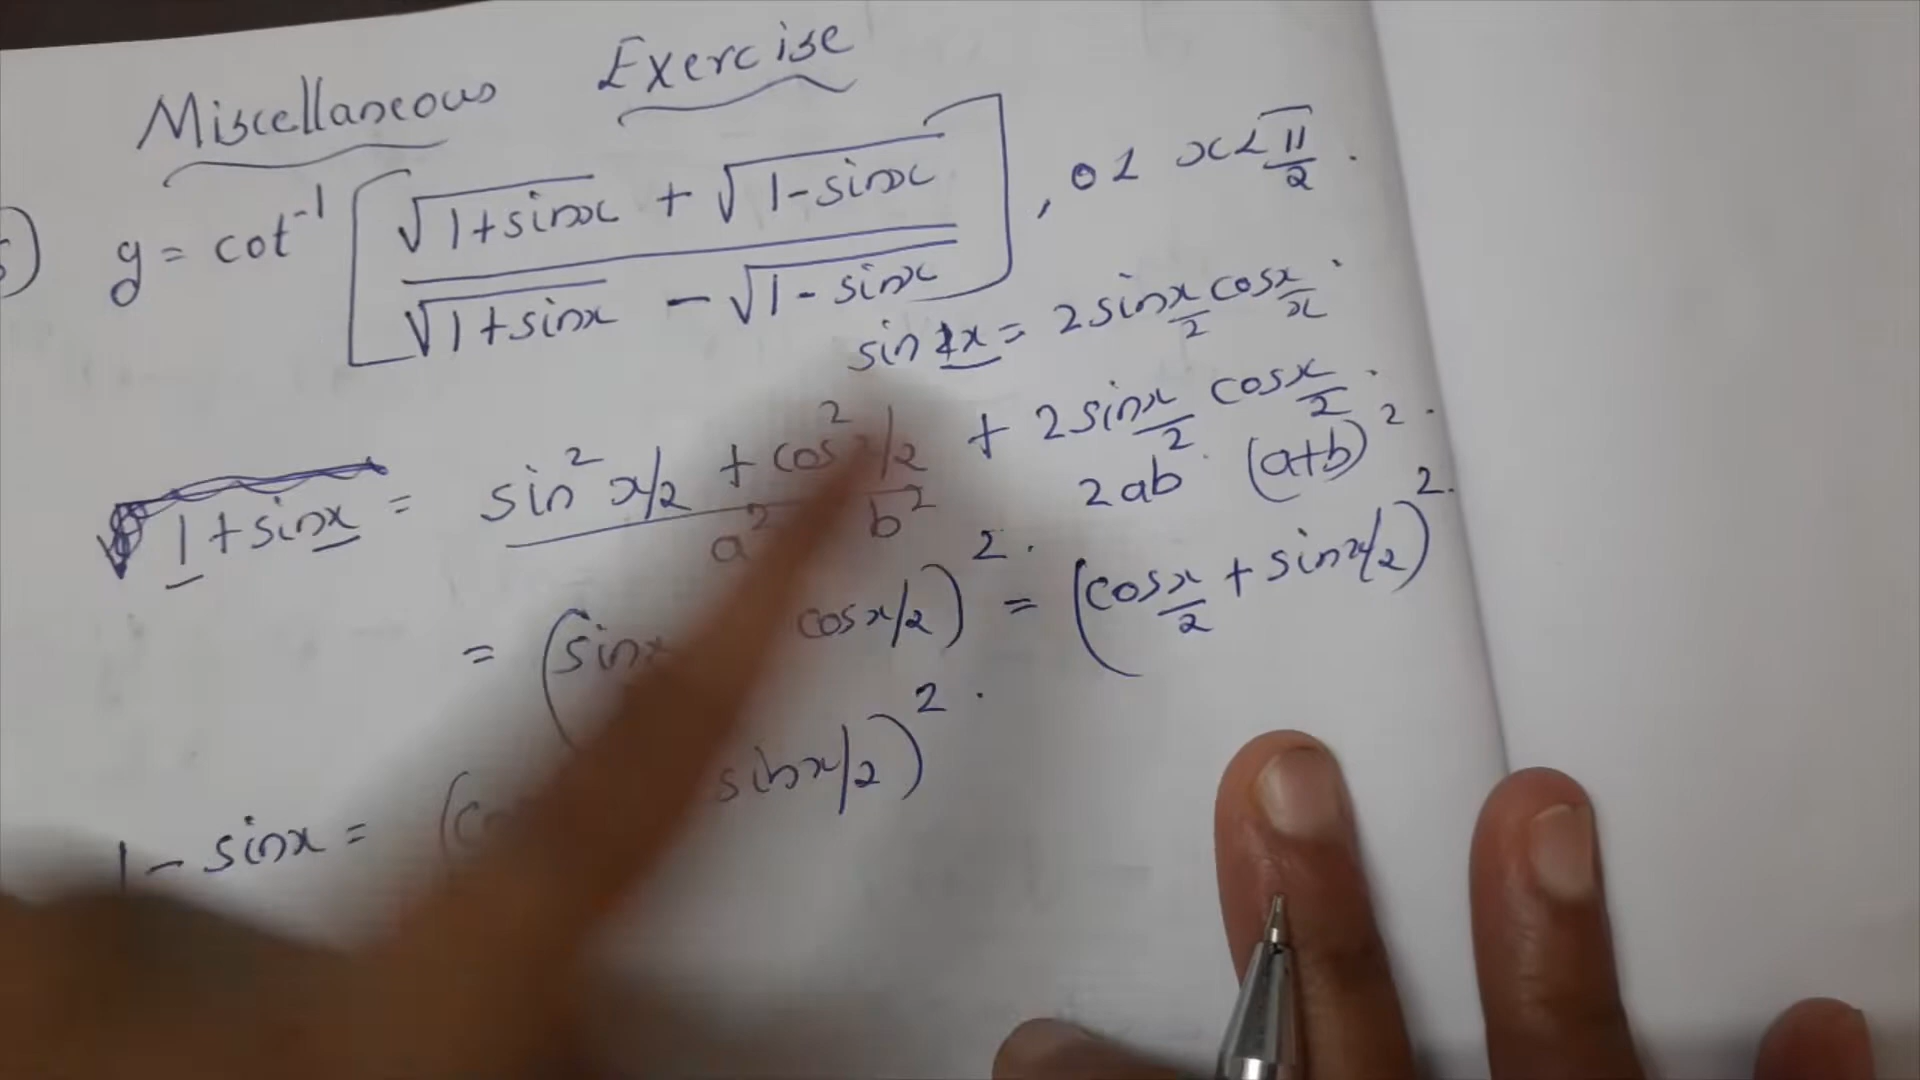 Miscellaneous Exercise
5) y = cot⁻¹ [ (√(1+sinx) + √(1-sinx)) / (√(1+sinx) - √(1-sinx)) ] , 0 < x < π/2 .
sin x = 2 sin x/2 cos x/x .
1+sinx = sin² x/2 + cos² x/2 + 2 sin x/2 cos x/2 .
a² b² 2ab (a+b)² .
= (sin x cos x/2)² . = (cos x/2 + sin x/2)² .
1 - sinx = ( sin x/2)² .